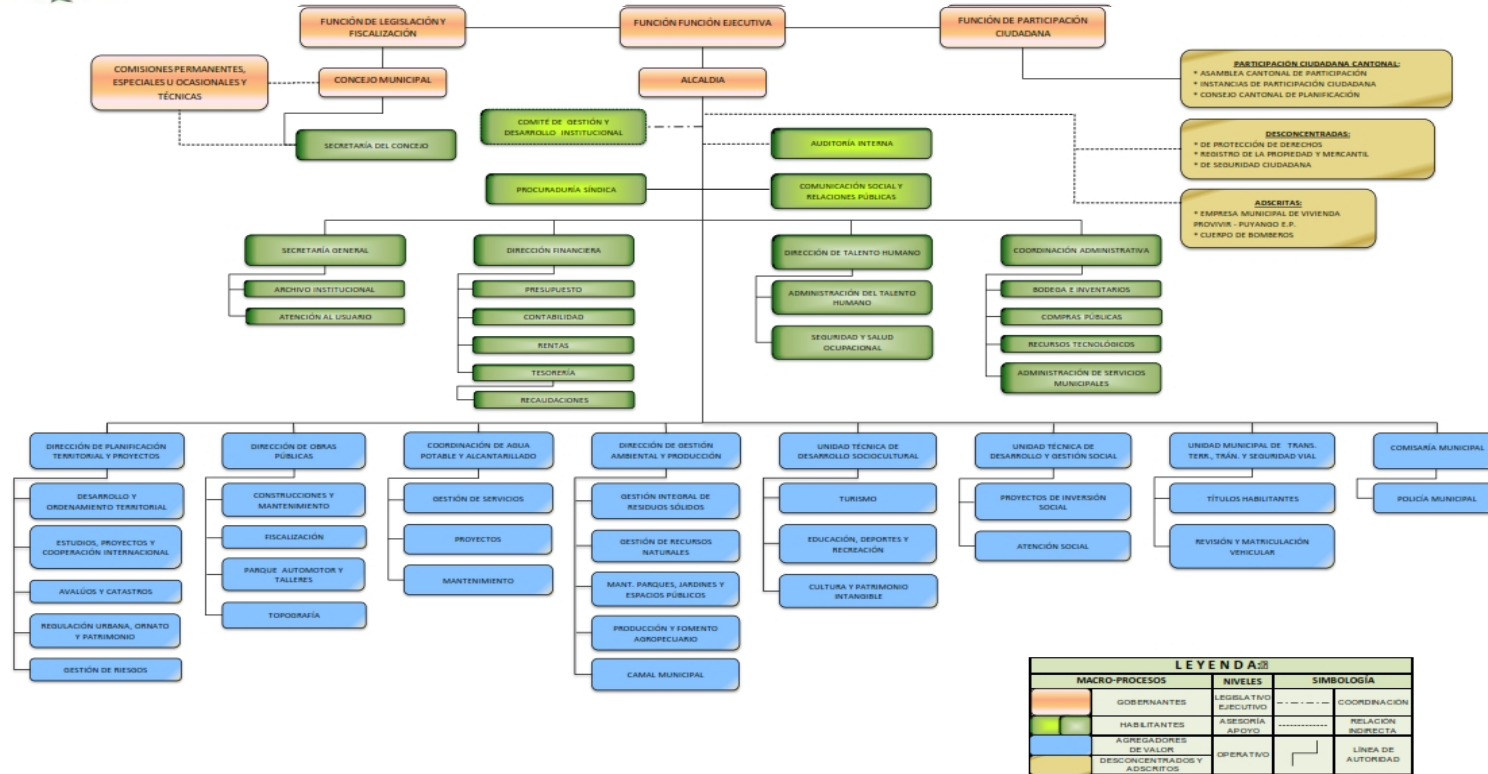 FUNCIÓN DE LEGISLACIÓN Y
FISCALIZACIÓN
FUNCIÓN FUNCIÓN EJECUTIVA
FUNCIÓN DE PARTICIPACIÓN
CIUDADANA
COMISIONES PERMANENTES,
ESPECIALES U OCASIONALES Y
TÉCNICAS
CONCEJO MUNICIPAL
ALCALDIA
PARTICIPACIÓN CIUDADANA CANTONAL:
* ASAMBLEA CANTONAL DE PARTICIPACIÓN
* INSTANCIAS DE PARTICIPACIÓN CIUDADANA
* CONSEJO CANTONAL DE PLANIFICACIÓN
COMITÉ DE GESTIÓN Y
DESARROLLO INSTITUCIONAL
SECRETARÍA DEL CONCEJO
AUDITORÍA INTERNA
DESCONCENTRADAS:
* DE PROTECCIÓN DE DERECHOS
* REGISTRO DE LA PROPIEDAD Y MERCANTIL
* DE SEGURIDAD CIUDADANA
PROCURADURÍA SÍNDICA
COMUNICACIÓN SOCIAL Y
RELACIONES PÚBLICAS
ADSCRITAS:
* EMPRESA MUNICIPAL DE VIVIENDA
PROVIVIR - PUYANGO E.P.
* CUERPO DE BOMBEROS
SECRETARÍA GENERAL
ARCHIVO INSTITUCIONAL
ATENCIÓN AL USUARIO
DIRECCIÓN FINANCIERA
PRESUPUESTO
CONTABILIDAD
RENTAS
TESORERÍA
RECAUDACIONES
DIRECCIÓN DE TALENTO HUMANO
ADMINISTRACIÓN DEL TALENTO
HUMANO
SEGURIDAD Y SALUD
OCUPACIONAL
COORDINACIÓN ADMINISTRATIVA
BODEGA E INVENTARIOS
COMPRAS PÚBLICAS
RECURSOS TECNOLÓGICOS
ADMINISTRACIÓN DE SERVICIOS
MUNICIPALES
DIRECCIÓN DE PLANIFICACIÓN
TERRITORIAL Y PROYECTOS
DESARROLLO Y
ORDENAMIENTO TERRITORIAL
ESTUDIOS, PROYECTOS Y
COOPERACIÓN INTERNACIONAL
AVALÚOS Y CATASTROS
REGULACIÓN URBANA, ORNATO
Y PATRIMONIO
GESTIÓN DE RIESGOS
DIRECCIÓN DE OBRAS
PÚBLICAS
CONSTRUCCIONES Y
MANTENIMIENTO
FISCALIZACIÓN
PARQUE AUTOMOTOR Y
TALLERES
TOPOGRAFÍA
COORDINACIÓN DE AGUA
POTABLE Y ALCANTARILLADO
GESTIÓN DE SERVICIOS
PROYECTOS
MANTENIMIENTO
DIRECCIÓN DE GESTIÓN
AMBIENTAL Y PRODUCCIÓN
GESTIÓN INTEGRAL DE
RESIDUOS SÓLIDOS
GESTIÓN DE RECURSOS
NATURALES
MANT. PARQUES, JARDINES Y
ESPACIOS PÚBLICOS
PRODUCCIÓN Y FOMENTO
AGROPECUARIO
CAMAL MUNICIPAL
UNIDAD TÉCNICA DE
DESARROLLO SOCIOCULTURAL
TURISMO
EDUCACIÓN, DEPORTES Y
RECREACIÓN
CULTURA Y PATRIMONIO
INTANGIBLE
UNIDAD TÉCNICA DE
DESARROLLO Y GESTIÓN SOCIAL
PROYECTOS DE INVERSIÓN
SOCIAL
ATENCIÓN SOCIAL
UNIDAD MUNICIPAL DE TRANS.
TERR., TRÁN. Y SEGURIDAD VIAL
TÍTULOS HABILITANTES
REVISIÓN Y MATRICULACIÓN
VEHICULAR
COMISARÍA MUNICIPAL
POLICÍA MUNICIPAL
LEYENDA
MACRO-PROCESOS NIVELES SIMBOLOGÍA
GOBERNANTES LEGISLATIVO EJECUTIVO COORDINACIÓN
HABILITANTES ASESORÍA APOYO RELACIÓN INDIRECTA
AGREGADORES DE VALOR OPERATIVO LÍNEA DE AUTORIDAD
DESCONCENTRADOS Y ADSCRITOS